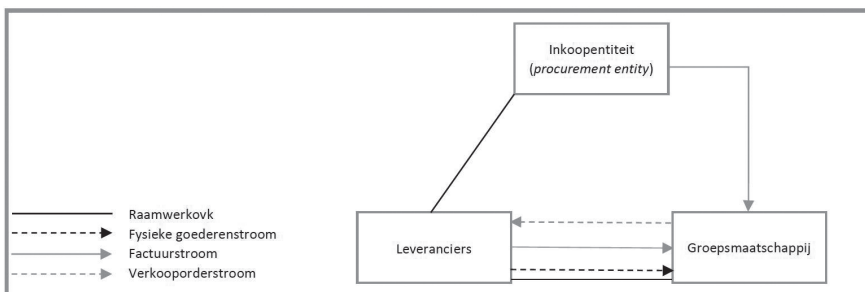 Inkoopentiteit
(procurement entity)
Raamwerkovk
Fysieke goederenstroom
Factuurstroom
Verkooporderstroom
Leveranciers
Groepsmaatschappij